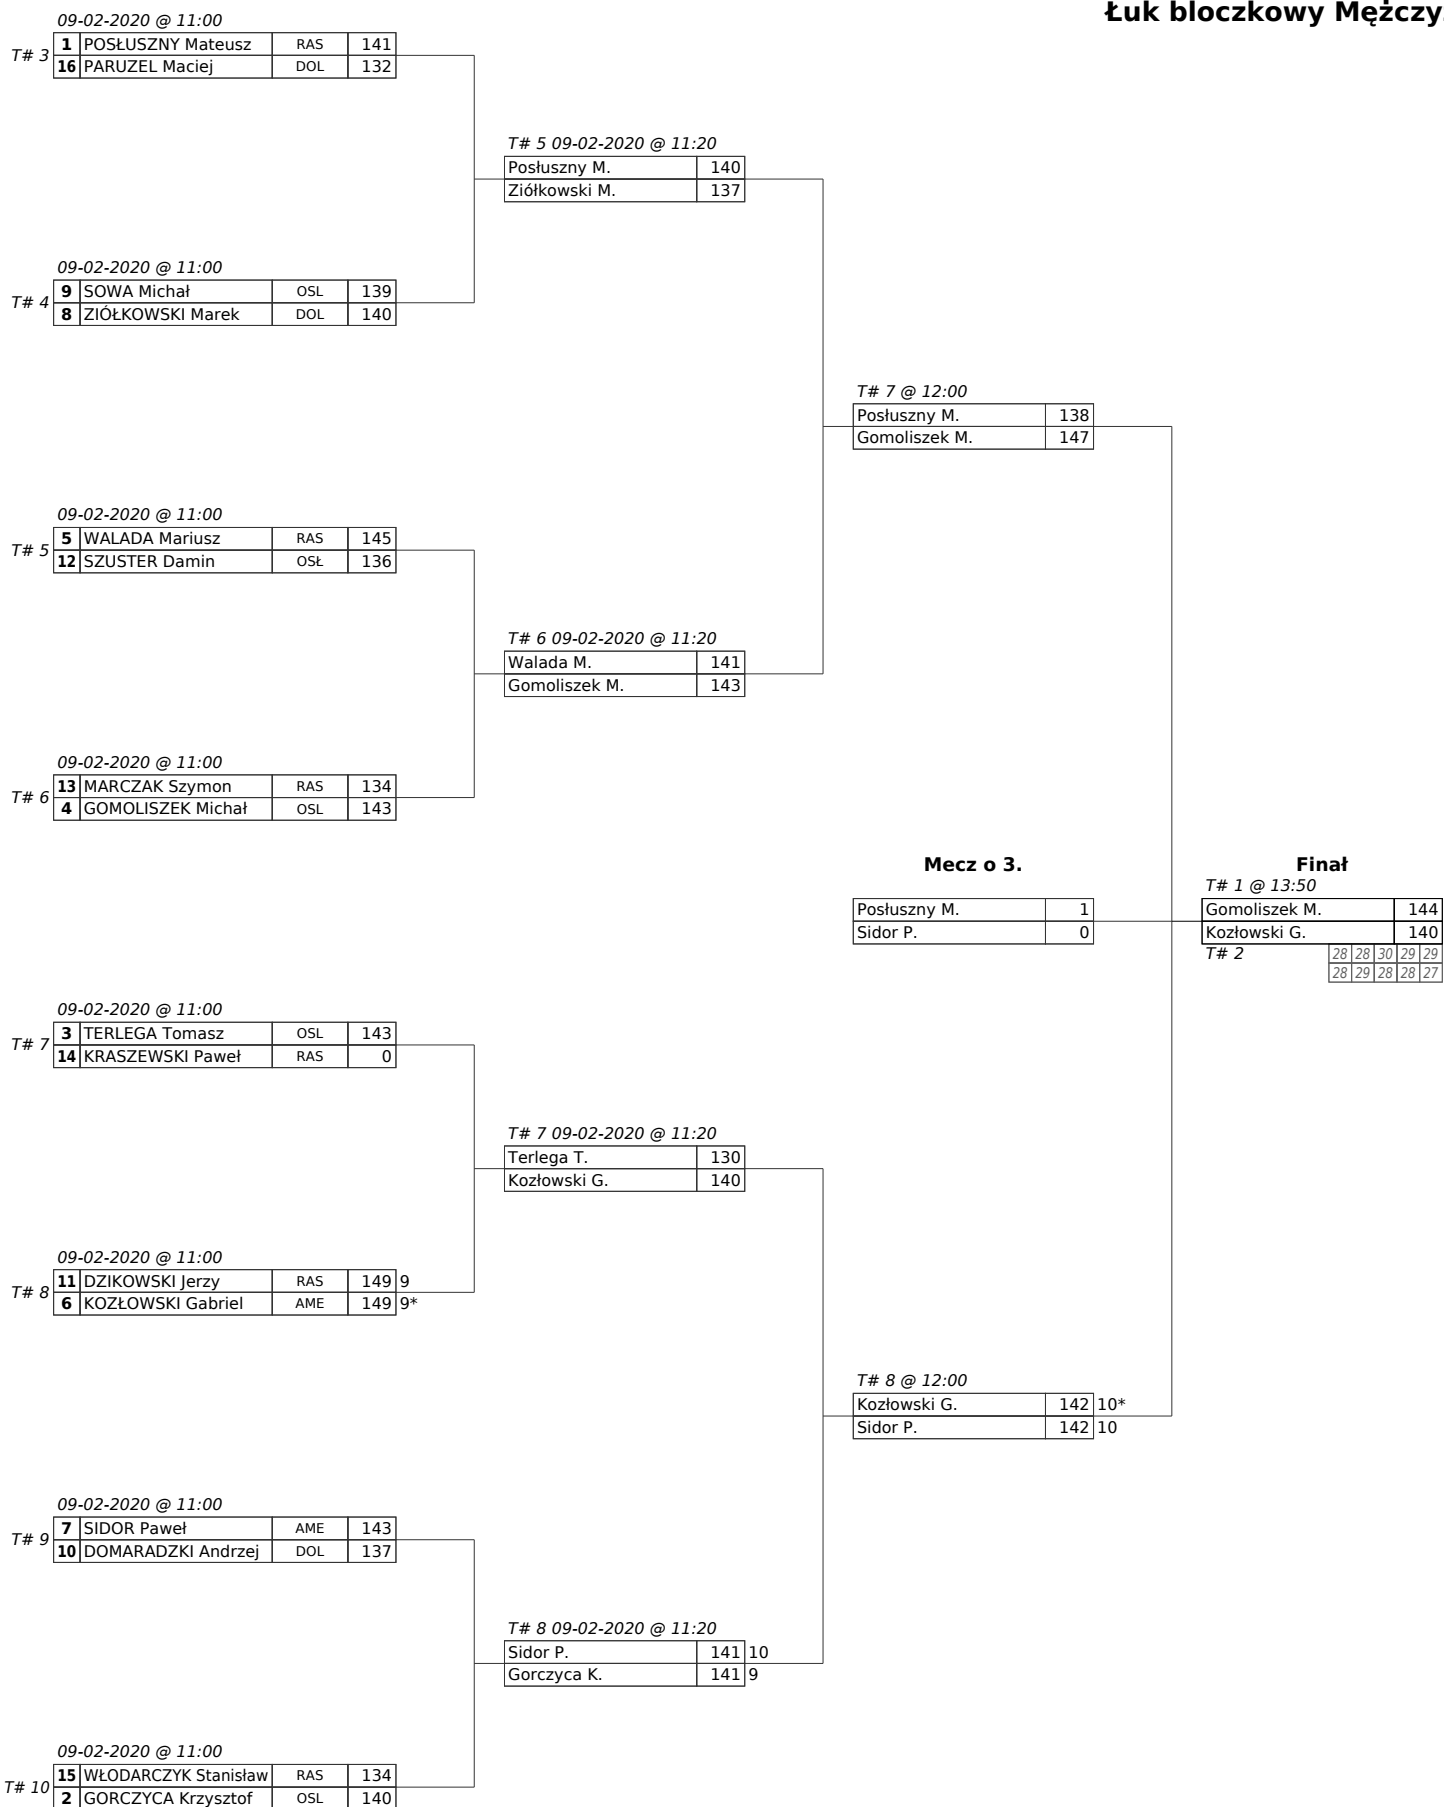 Łuk bloczkowy Mężczy
09-02-2020 @ 11:00
T# 3
1 POSŁUSZNY Mateusz RAS 141
16 PARUZEL Maciej DOL 132
T# 5 09-02-2020 @ 11:20
Posłuszny M. 140
Ziółkowski M. 137
09-02-2020 @ 11:00
T# 4
9 SOWA Michał OSL 139
8 ZIÓŁKOWSKI Marek DOL 140
T# 7 @ 12:00
Posłuszny M. 138
Gomoliszek M. 147
09-02-2020 @ 11:00
T# 5
5 WALADA Mariusz RAS 145
12 SZUSTER Damin OSŁ 136
T# 6 09-02-2020 @ 11:20
Walada M. 141
Gomoliszek M. 143
09-02-2020 @ 11:00
T# 6
13 MARCZAK Szymon RAS 134
4 GOMOLISZEK Michał OSL 143
Mecz o 3.
Posłuszny M. 1
Sidor P. 0
Finał
T# 1 @ 13:50
Gomoliszek M. 144
Kozłowski G. 140
T# 2
28 28 30 29 29
28 29 28 28 27
09-02-2020 @ 11:00
T# 7
3 TERLEGA Tomasz OSL 143
14 KRASZEWSKI Paweł RAS 0
T# 7 09-02-2020 @ 11:20
Terlega T. 130
Kozłowski G. 140
09-02-2020 @ 11:00
T# 8
11 DZIKOWSKI Jerzy RAS 149 9
6 KOZŁOWSKI Gabriel AME 149 9*
T# 8 @ 12:00
Kozłowski G. 142 10*
Sidor P. 142 10
09-02-2020 @ 11:00
T# 9
7 SIDOR Paweł AME 143
10 DOMARADZKI Andrzej DOL 137
T# 8 09-02-2020 @ 11:20
Sidor P. 141 10
Gorczyca K. 141 9
09-02-2020 @ 11:00
T# 10
15 WŁODARCZYK Stanisław RAS 134
2 GORCZYCA Krzysztof OSL 140